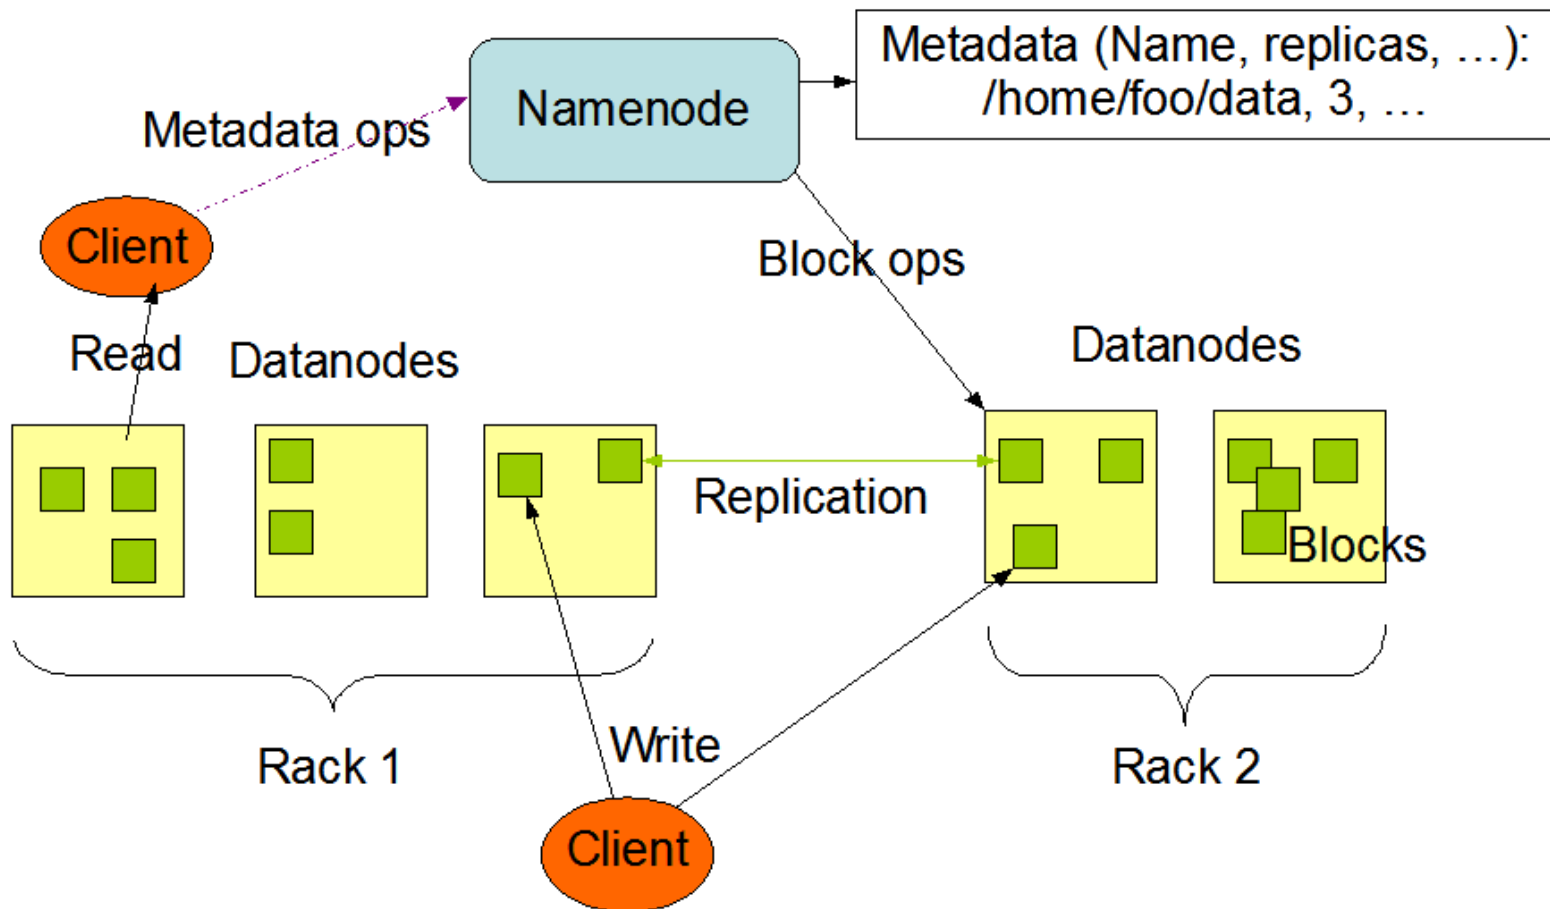 Metadata (Name, replicas, …):
/home/foo/data, 3, …
Namenode
Metadata ops
Client
Block ops
Read
Datanodes
Datanodes
Replication
Blocks
Rack 1
Write
Rack 2
Client